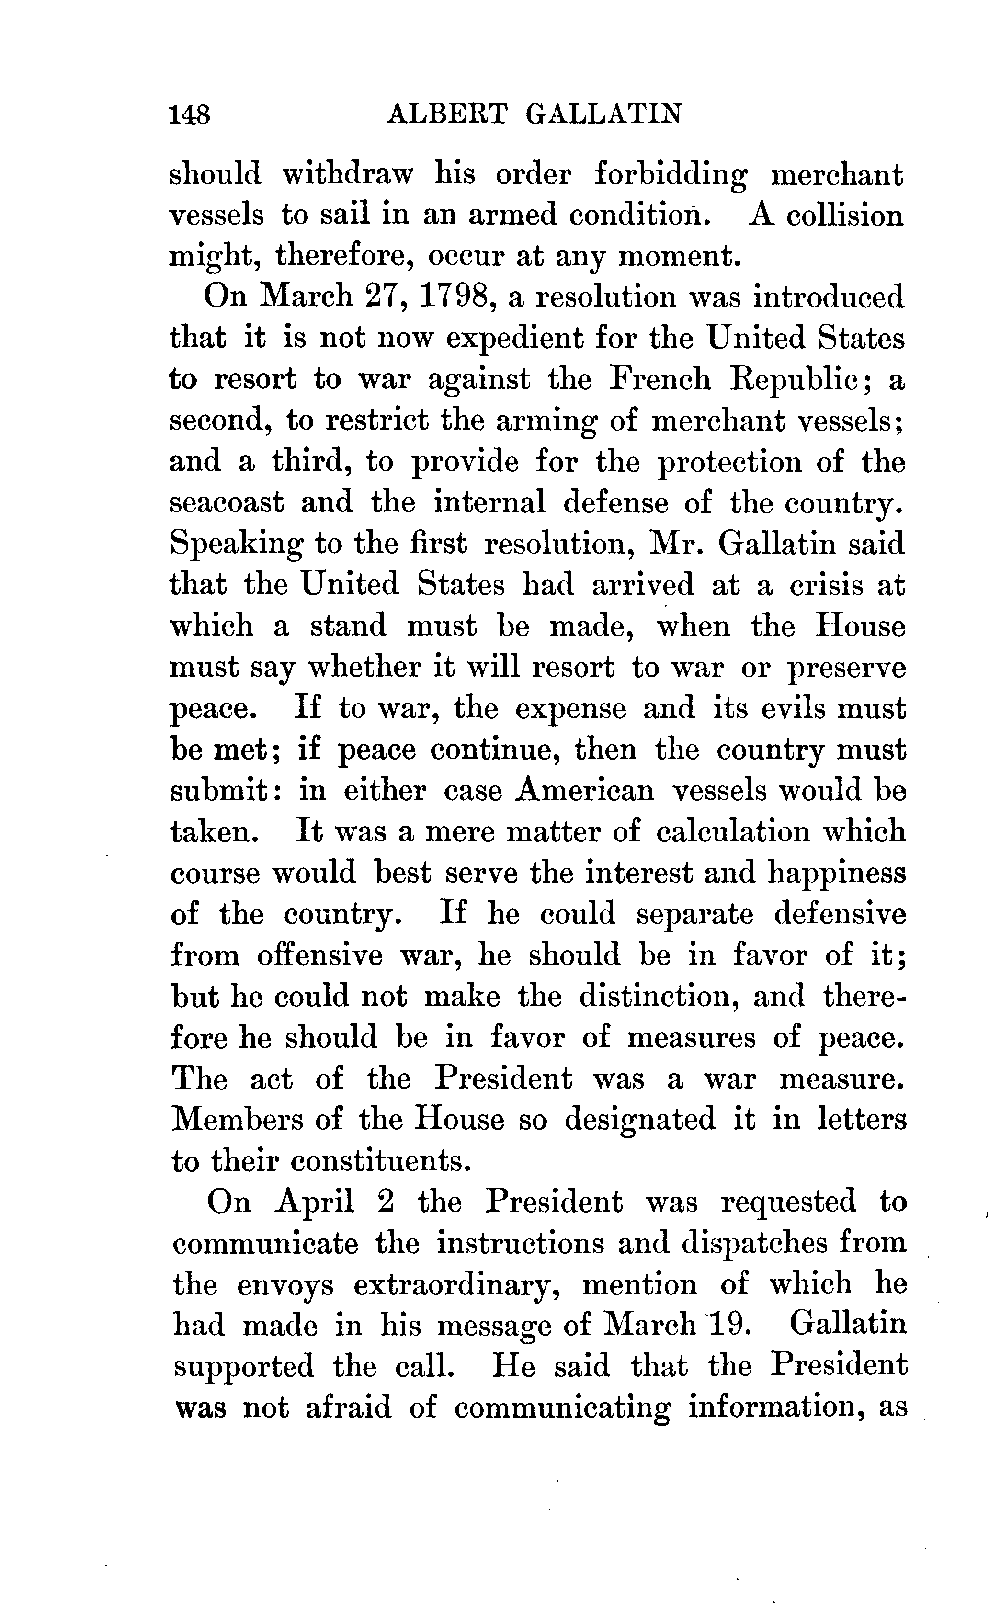 148 ALBERT GALLATIN
should withdraw his order forbidding merchant
vessels to sail in an armed condition. A collision
might, therefore, occur at any moment.
On March 27, 1798, a resolution was introduced
that it is not now expedient for the United States
to resort to war against the French Republic; a
second, to restrict the arming of merchant vessels;
and a third, to provide for the protection of the
seacoast and the internal defense of the country.
Speaking to the first resolution, Mr. Gallatin said
that the United States had arrived at a crisis at
which a stand must be made, when the House
must say whether it will resort to war or preserve
peace. If to war, the expense and its evils must
be met; if peace continue, then the country must
submit: in either case American vessels would be
taken. It was a mere matter of calculation which
course would best serve the interest and happiness
of the country. If he could separate defensive
from offensive war, he should be in favor of it;
but he could not make the distinction, and there-
fore he should be in favor of measures of peace.
The act of the President was a war measure.
Members of the House so designated it in letters
to their constituents.
On April 2 the President was requested to
communicate the instructions and dispatches from
the envoys extraordinary, mention of which he
had made in his message of March 19. Gallatin
supported the call. He said that the President
was not afraid of communicating information, as